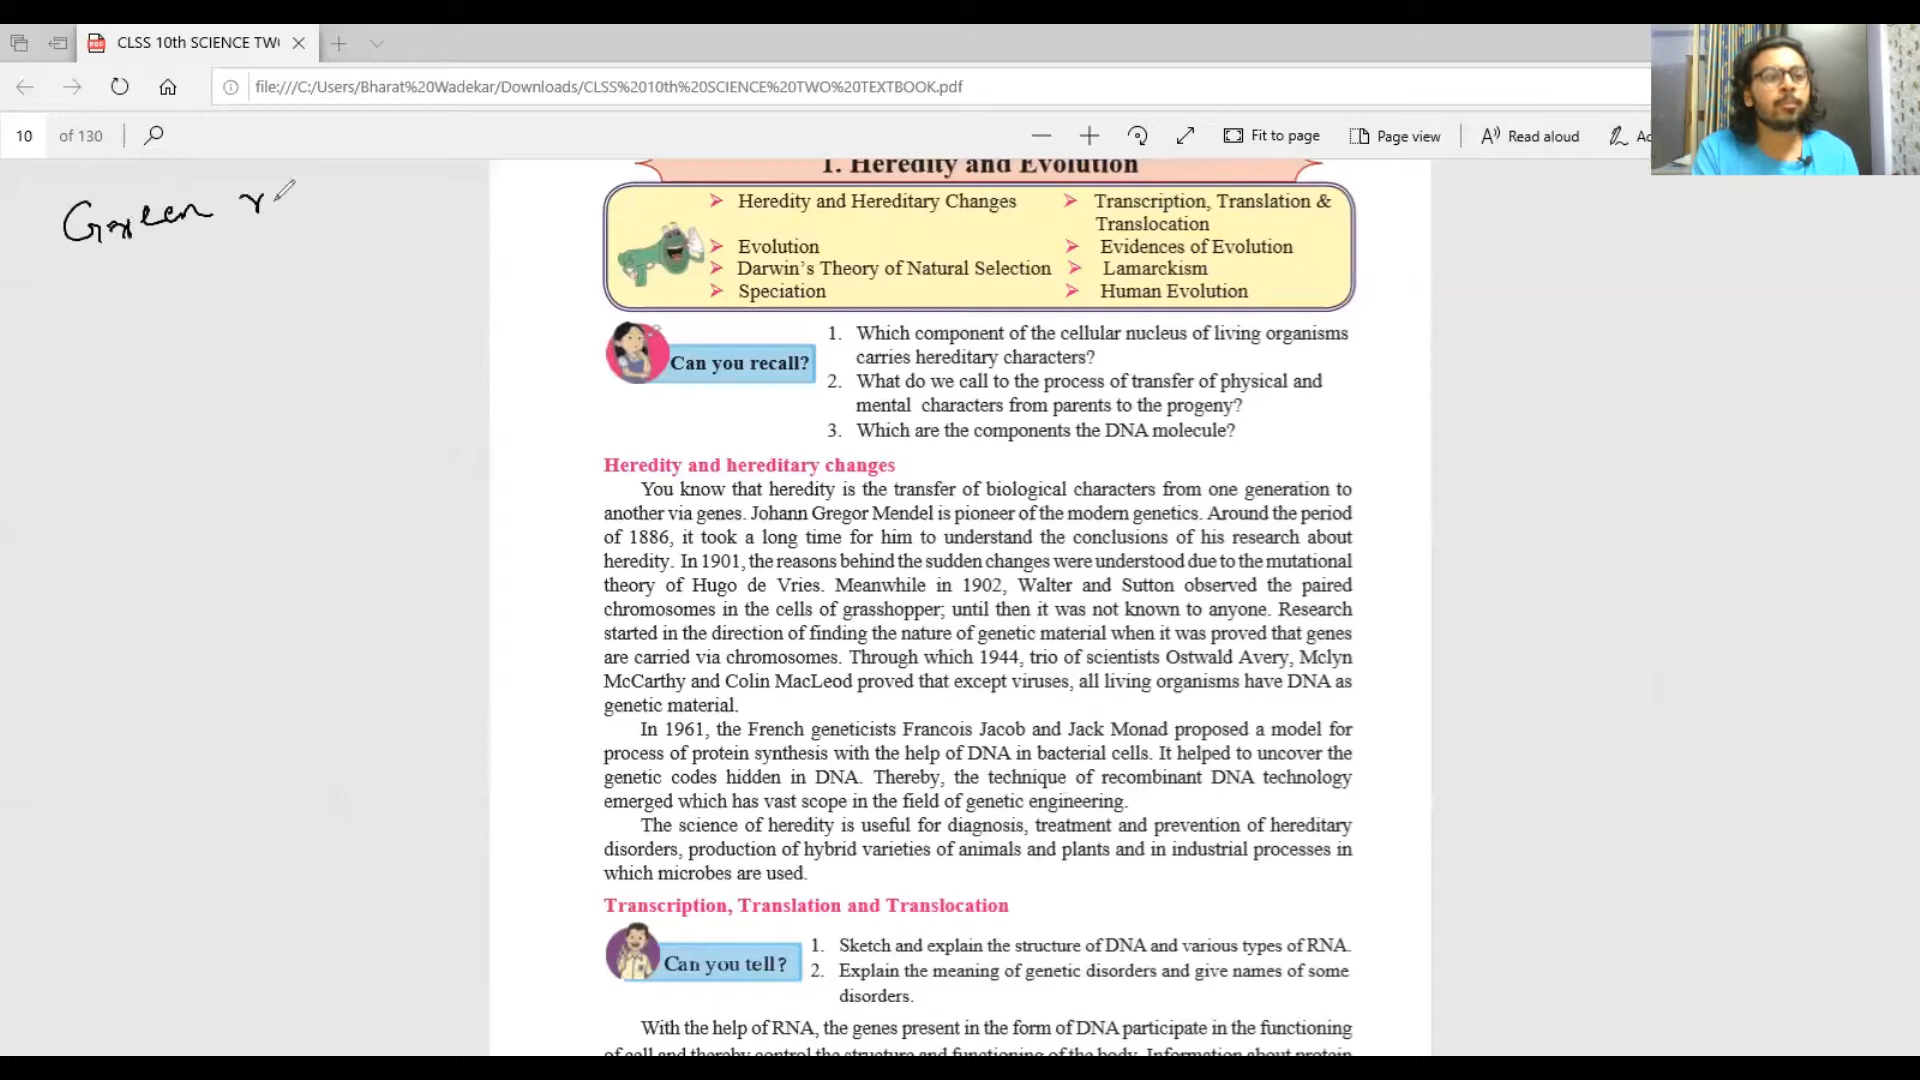 CLSS 10th SCIENCE TWO
file:///C:/Users/Bharat%20Wadekar/Downloads/CLSS%2010th%20SCIENCE%20TWO%20TEXTBOOK.pdf
10 of 130
Fit to page
Page view
Read aloud
Green
1. Heredity and Evolution
Heredity and Hereditary Changes
Transcription, Translation &
Translocation
Evolution
Evidences of Evolution
Darwin's Theory of Natural Selection
Lamarckism
Speciation
Human Evolution
Can you recall?
1. Which component of the cellular nucleus of living organisms
carries hereditary characters?
2. What do we call to the process of transfer of physical and
mental characters from parents to the progeny?
3. Which are the components the DNA molecule?
Heredity and hereditary changes
You know that heredity is the transfer of biological characters from one generation to
another via genes. Johann Gregor Mendel is pioneer of the modern genetics. Around the period
of 1886, it took a long time for him to understand the conclusions of his research about
heredity. In 1901, the reasons behind the sudden changes were understood due to the mutational
theory of Hugo de Vries. Meanwhile in 1902, Walter and Sutton observed the paired
chromosomes in the cells of grasshopper; until then it was not known to anyone. Research
started in the direction of finding the nature of genetic material when it was proved that genes
are carried via chromosomes. Through which 1944, trio of scientists Ostwald Avery, Mclyn
McCarthy and Colin MacLeod proved that except viruses, all living organisms have DNA as
genetic material.
In 1961, the French geneticists Francois Jacob and Jack Monad proposed a model for
process of protein synthesis with the help of DNA in bacterial cells. It helped to uncover the
genetic codes hidden in DNA. Thereby, the technique of recombinant DNA technology
emerged which has vast scope in the field of genetic engineering.
The science of heredity is useful for diagnosis, treatment and prevention of hereditary
disorders, production of hybrid varieties of animals and plants and in industrial processes in
which microbes are used.
Transcription, Translation and Translocation
Can you tell?
1. Sketch and explain the structure of DNA and various types of RNA.
2. Explain the meaning of genetic disorders and give names of some
disorders.
With the help of RNA, the genes present in the form of DNA participate in the functioning
of cell and thereby control the structure and functioning of the body. Information about protein